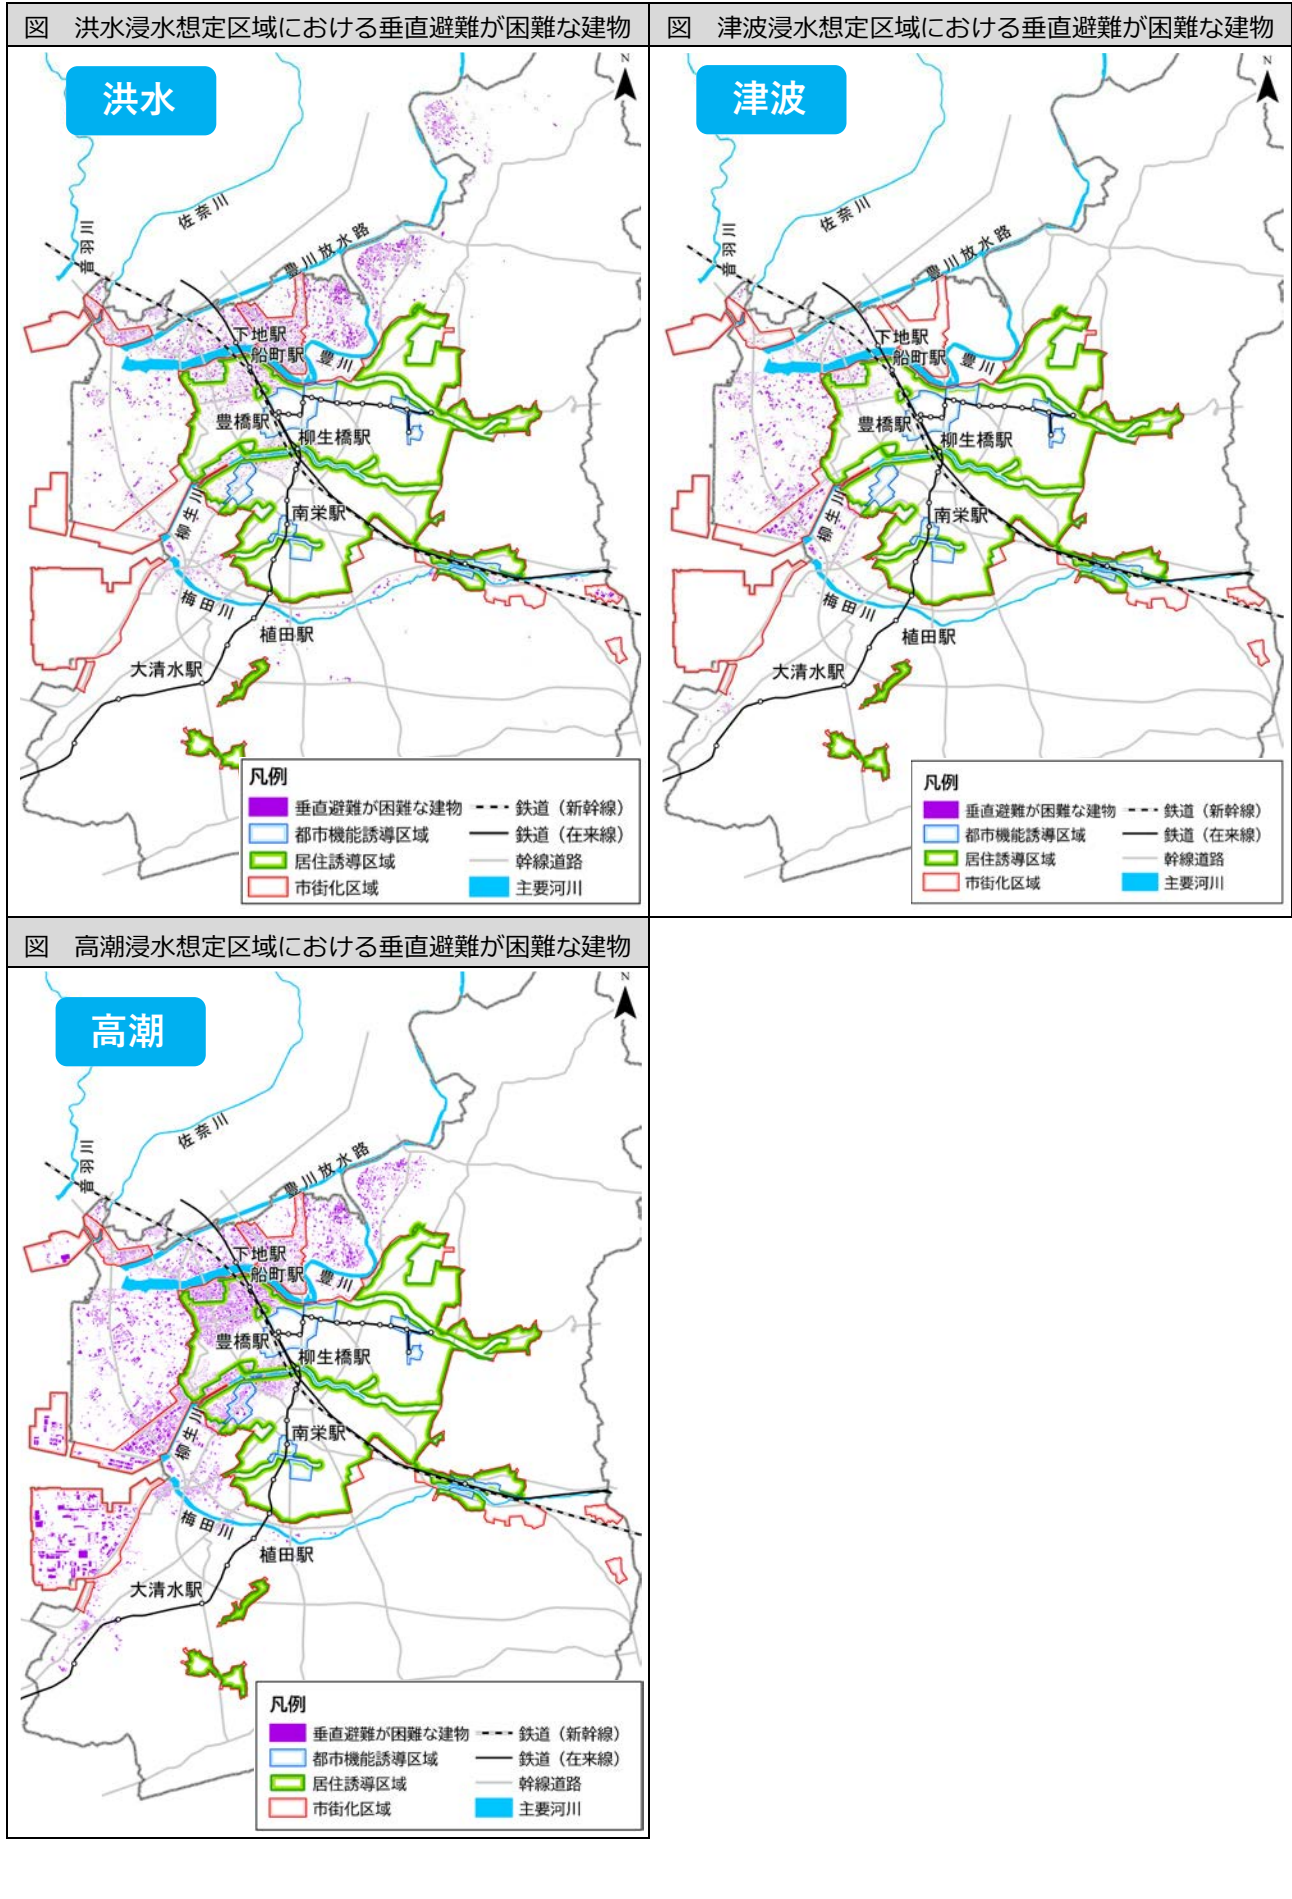 図　洪水浸水想定区域における垂直避難が困難な建物
洪水
N
音羽川
佐奈川
豊川放水路
下地駅
船町駅
豊川
豊橋駅
柳生橋駅
柳生川
南栄駅
梅田川
植田駅
大清水駅
凡例
垂直避難が困難な建物
都市機能誘導区域
居住誘導区域
市街化区域
鉄道（新幹線）
鉄道（在来線）
幹線道路
主要河川
図　津波浸水想定区域における垂直避難が困難な建物
津波
N
音羽川
佐奈川
豊川放水路
下地駅
船町駅
豊川
豊橋駅
柳生橋駅
柳生川
南栄駅
梅田川
植田駅
大清水駅
凡例
垂直避難が困難な建物
都市機能誘導区域
居住誘導区域
市街化区域
鉄道（新幹線）
鉄道（在来線）
幹線道路
主要河川
図　高潮浸水想定区域における垂直避難が困難な建物
高潮
N
音羽川
佐奈川
豊川放水路
下地駅
船町駅
豊川
豊橋駅
柳生橋駅
柳生川
南栄駅
梅田川
植田駅
大清水駅
凡例
垂直避難が困難な建物
都市機能誘導区域
居住誘導区域
市街化区域
鉄道（新幹線）
鉄道（在来線）
幹線道路
主要河川